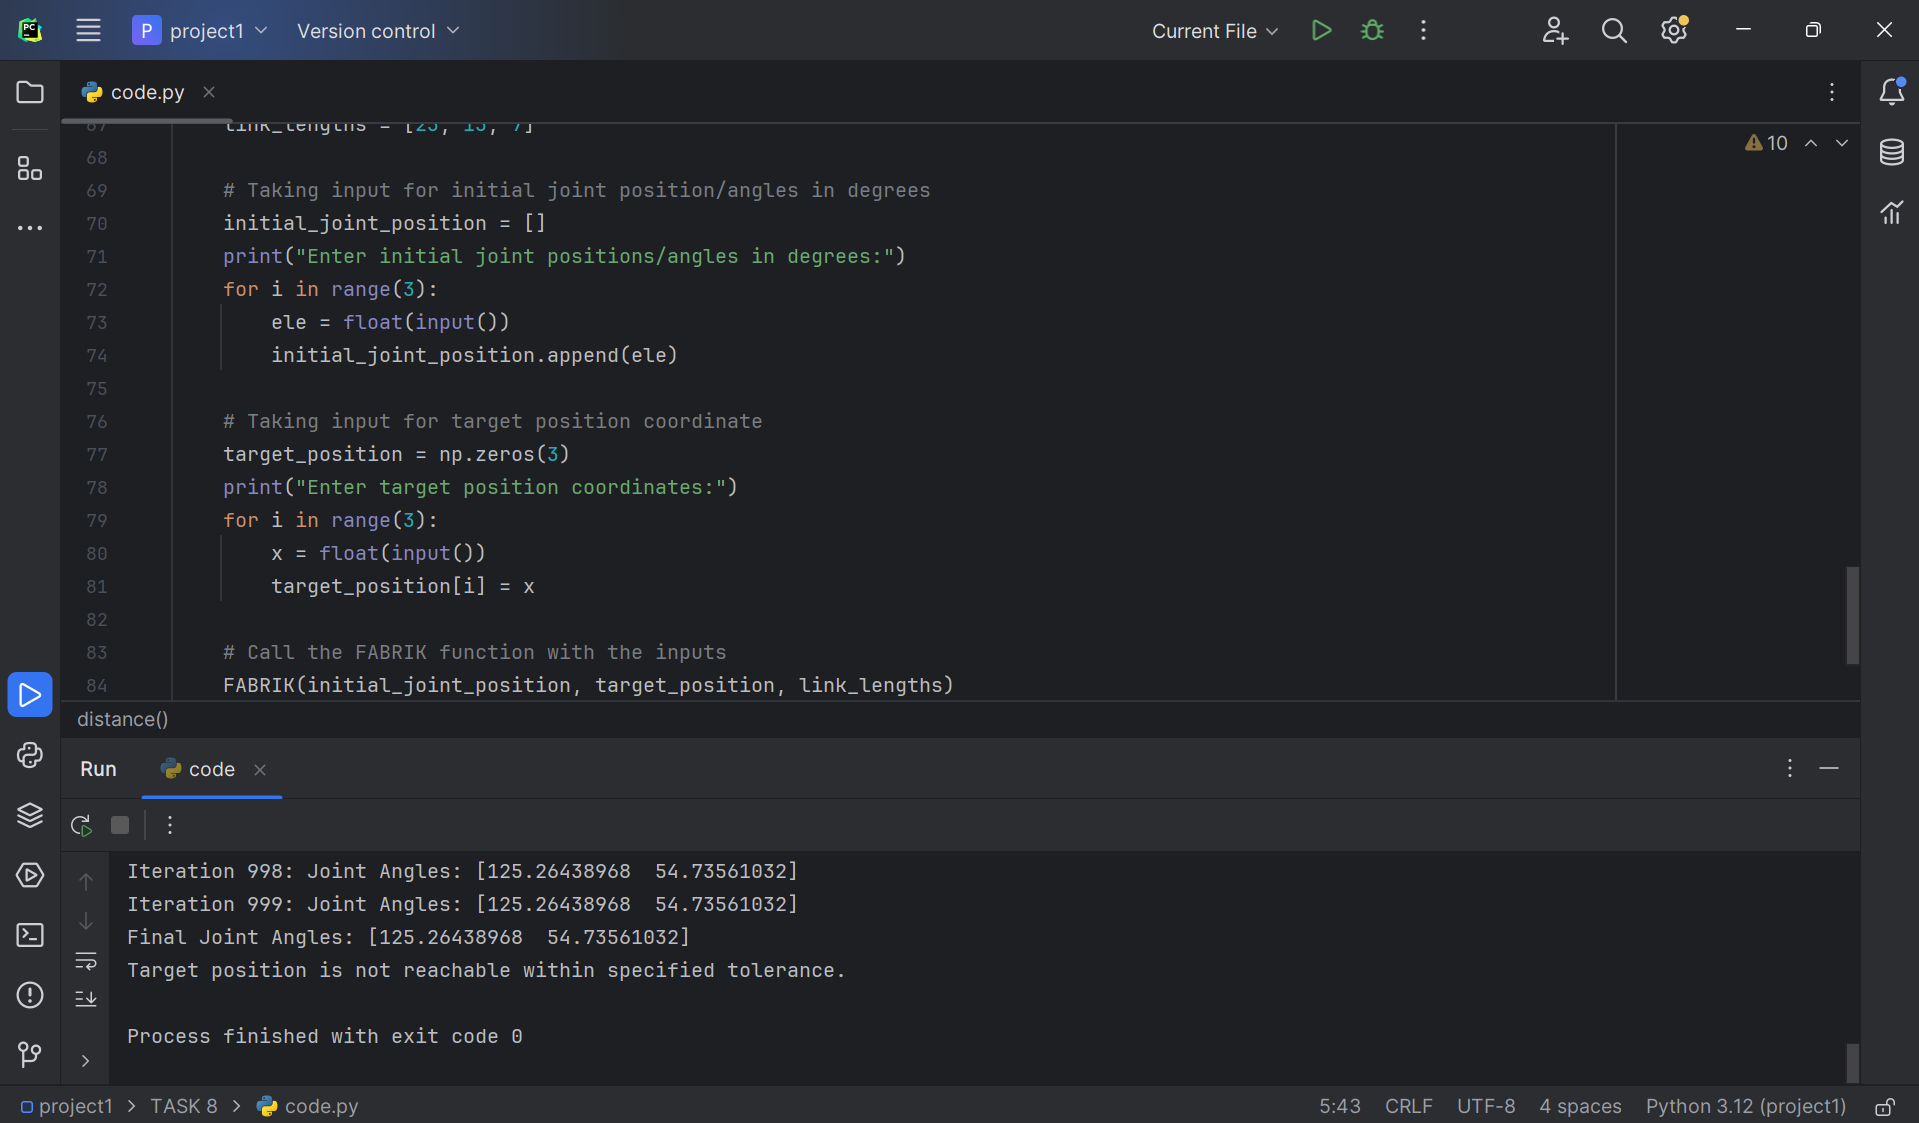 PC
P project1 Version control Current File
code.py
67 link_lengths = [25, 15, 7]
10
68
69 # Taking input for initial joint position/angles in degrees
70 initial_joint_position = []
71 print("Enter initial joint positions/angles in degrees:")
72 for i in range(3):
73 ele = float(input())
74 initial_joint_position.append(ele)
75
76 # Taking input for target position coordinate
77 target_position = np.zeros(3)
78 print("Enter target position coordinates:")
79 for i in range(3):
80 x = float(input())
81 target_position[i] = x
82
83 # Call the FABRIK function with the inputs
84 FABRIK(initial_joint_position, target_position, link_lengths)
distance()
Run code
Iteration 998: Joint Angles: [125.26438968  54.73561032]
Iteration 999: Joint Angles: [125.26438968  54.73561032]
Final Joint Angles: [125.26438968  54.73561032]
Target position is not reachable within specified tolerance.
Process finished with exit code 0
project1 > TASK 8 > code.py 5:43 CRLF UTF-8 4 spaces Python 3.12 (project1)